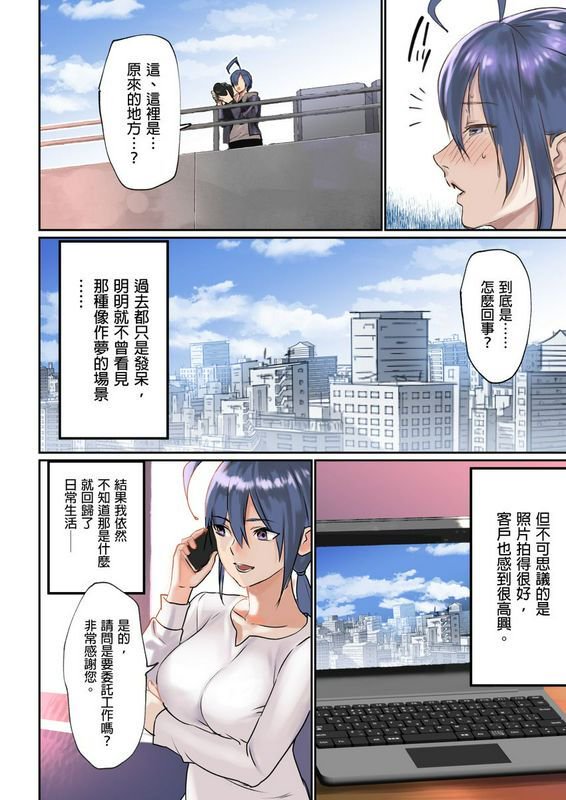 這、這裡是…
原來的地方…？
到底是……
怎麼回事？
過去都只是發呆，
明明就不曾看見
那種像作夢的場景
……
但不可思議的是
照片拍得很好，
客戶也感到很高興。
結果我依然
不知道那是什麼
就回歸了
日常生活——
是的，
請問是要委託工作嗎？
非常感謝您。